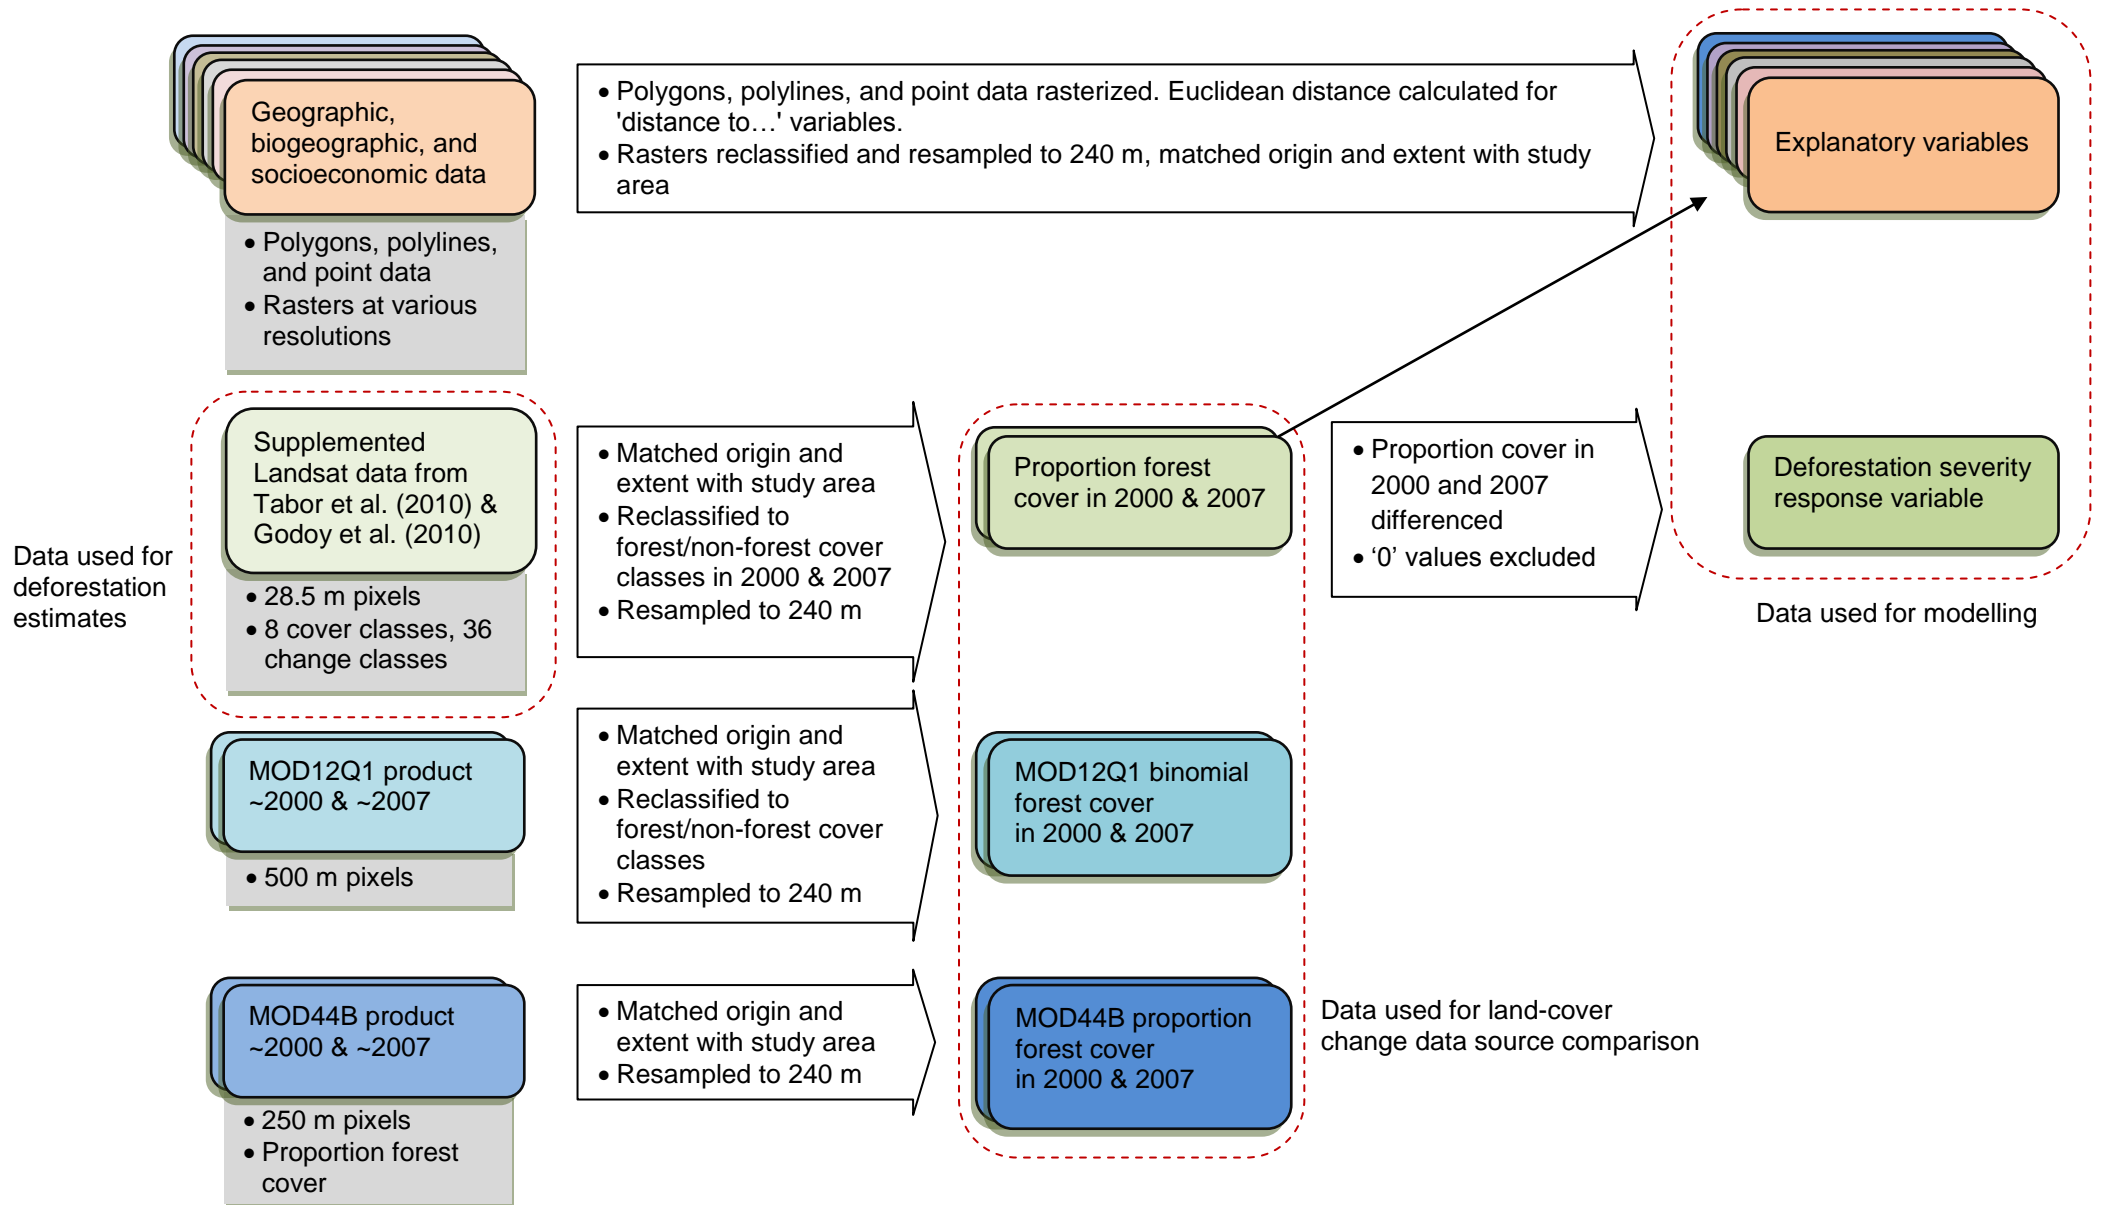 Geographic,
biogeographic, and
socioeconomic data
• Polygons, polylines,
and point data
• Rasters at various
resolutions
• Polygons, polylines, and point data rasterized. Euclidean distance calculated for
'distance to…' variables.
• Rasters reclassified and resampled to 240 m, matched origin and extent with study
area
Explanatory variables
Data used for
deforestation
estimates
Supplemented
Landsat data from
Tabor et al. (2010) &
Godoy et al. (2010)
• 28.5 m pixels
• 8 cover classes, 36
change classes
• Matched origin and
extent with study area
• Reclassified to
forest/non-forest cover
classes in 2000 & 2007
• Resampled to 240 m
Proportion forest
cover in 2000 & 2007
• Proportion cover in
2000 and 2007
differenced
• ‘0’ values excluded
Deforestation severity
response variable
Data used for modelling
MOD12Q1 product
~2000 & ~2007
• 500 m pixels
• Matched origin and
extent with study area
• Reclassified to
forest/non-forest cover
classes
• Resampled to 240 m
MOD12Q1 binomial
forest cover
in 2000 & 2007
MOD44B product
~2000 & ~2007
• 250 m pixels
• Proportion forest
cover
• Matched origin and
extent with study area
• Resampled to 240 m
MOD44B proportion
forest cover
in 2000 & 2007
Data used for land-cover
change data source comparison